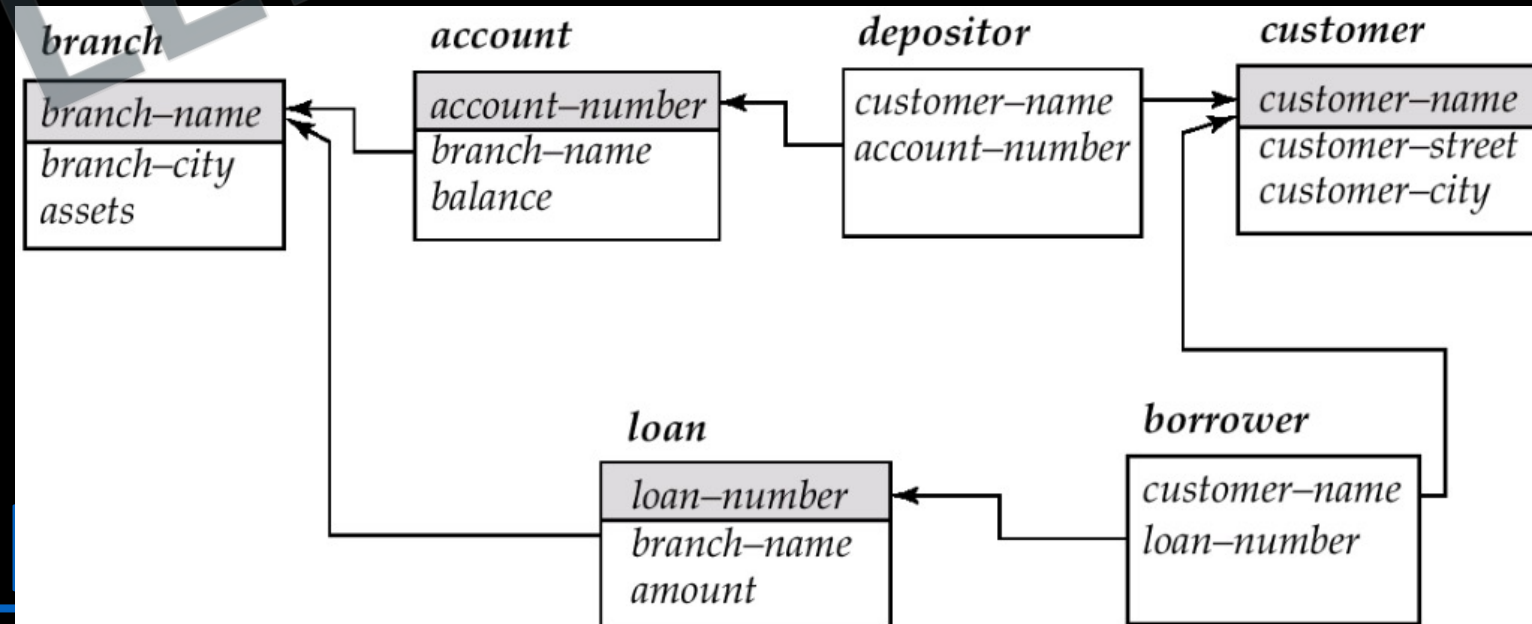 branch
branch–name
branch–city
assets
account
account–number
branch–name
balance
depositor
customer–name
account–number
customer
customer–name
customer–street
customer–city
loan
loan–number
branch–name
amount
borrower
customer–name
loan–number